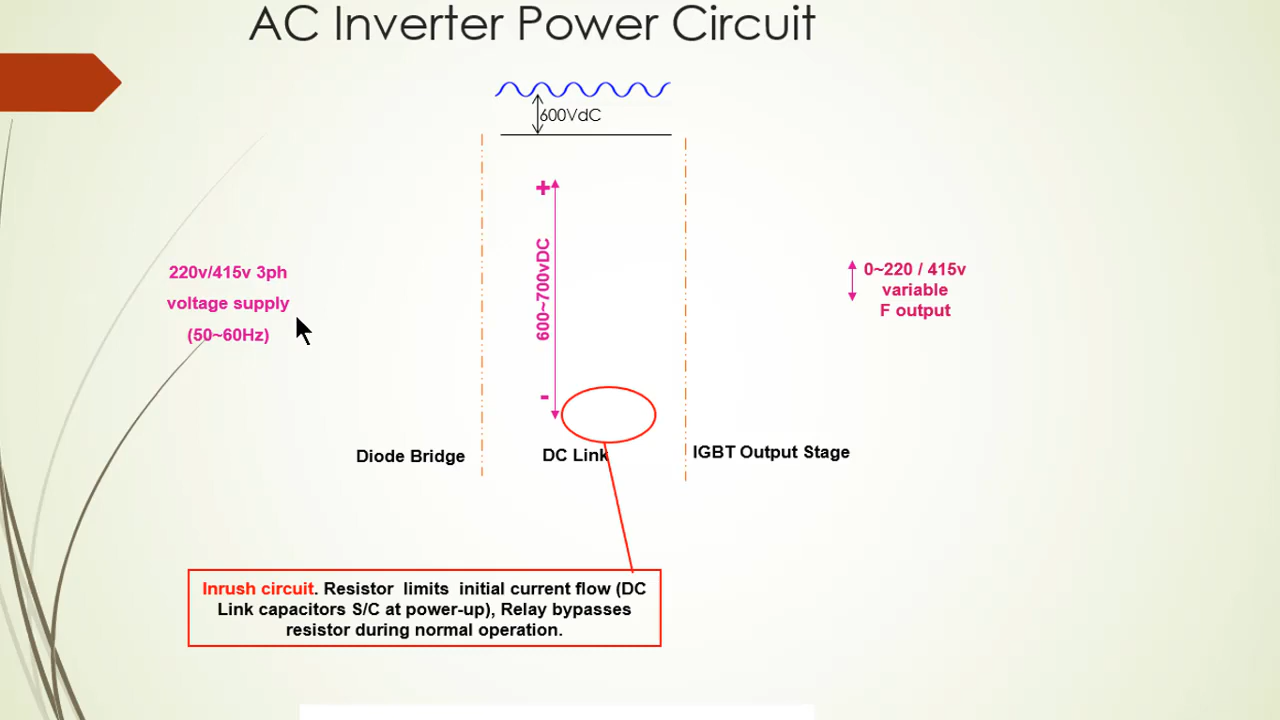 AC Inverter Power Circuit
600VdC
+
600~700vDC
-
220v/415v 3ph
voltage supply
(50~60Hz)
0~220 / 415v
variable
F output
Diode Bridge
DC Link
IGBT Output Stage
Inrush circuit. Resistor limits initial current flow (DC
Link capacitors S/C at power-up), Relay bypasses
resistor during normal operation.